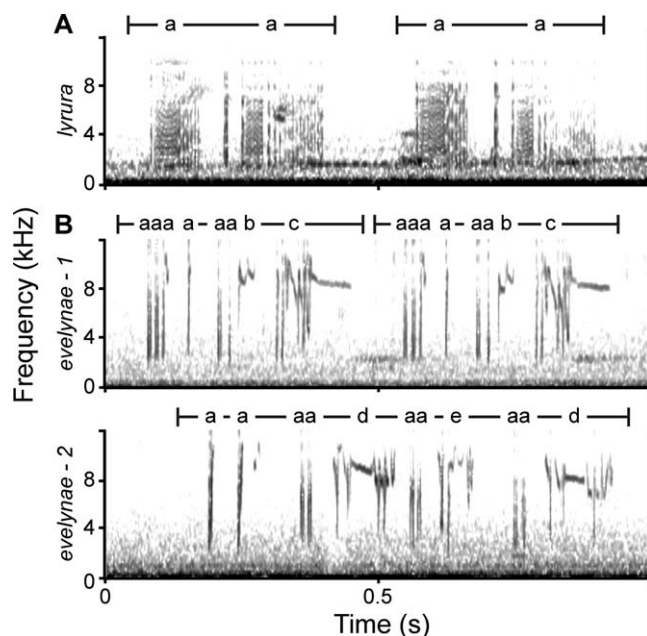 A
a a a a
lyrura
8
4
0
B
aaa a aa b c aaa a aa b c
evelynae - 1
8
4
0
Frequency (kHz)
a a aa d aa e aa d
evelynae - 2
8
4
0
0 0.5
Time (s)